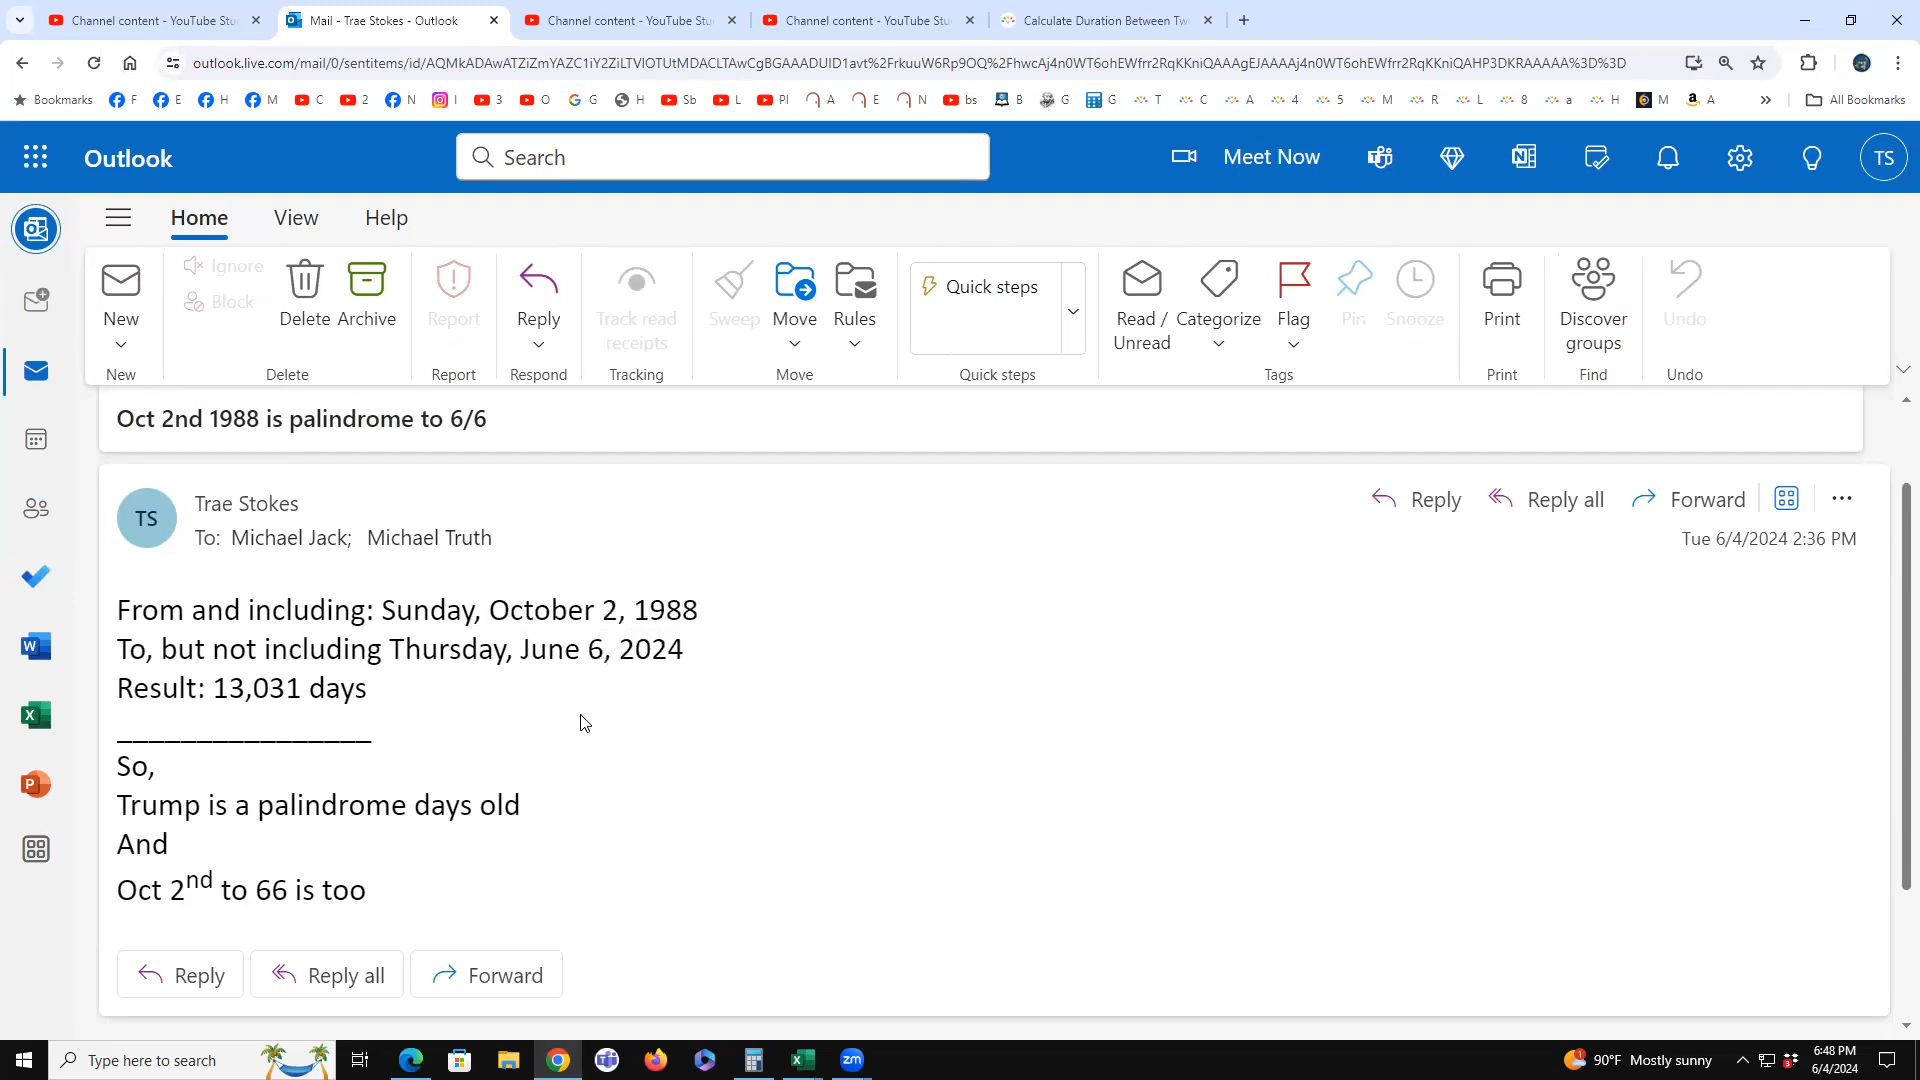 Channel content - YouTube Stu
Mail - Trae Stokes - Outlook
Channel content - YouTube Stu
Channel content - YouTube Stu
Calculate Duration Between Tw
outlook.live.com/mail/0/sentitems/id/AQMkADAwATZiZmYAZC1iY2ZiLTVlOTUtMDACLTAwCgBGAAADUID1avt%2FrkuuW6Rp9OQ%2FhwcAj4n0WT6ohEWfrr2RqKKniQAAAgEJAAAAj4n0WT6ohEWfrr2RqKKniQAHP3DKRAAAAA%3D%3D
Bookmarks F E H M C 2 N I 3 O G H Sb L Pl A E N bs B G G T C A 4 5 M R L 8 a H M A » All Bookmarks
Outlook
Search
Meet Now
TS
Home View Help
New
Ignore
Block
Delete
Archive
Report
Reply
Track read receipts
Sweep
Move
Rules
Quick steps
Read / Unread
Categorize
Flag
Pin
Snooze
Print
Discover groups
Undo
New Delete Report Respond Tracking Move Quick steps Tags Print Find Undo
Oct 2nd 1988 is palindrome to 6/6
TS
Trae Stokes
To: Michael Jack; Michael Truth
Reply Reply all Forward
Tue 6/4/2024 2:36 PM
From and including: Sunday, October 2, 1988
To, but not including Thursday, June 6, 2024
Result: 13,031 days
________________
So,
Trump is a palindrome days old
And
Oct 2nd to 66 is too
Reply Reply all Forward
Type here to search
90°F Mostly sunny
6:48 PM
6/4/2024